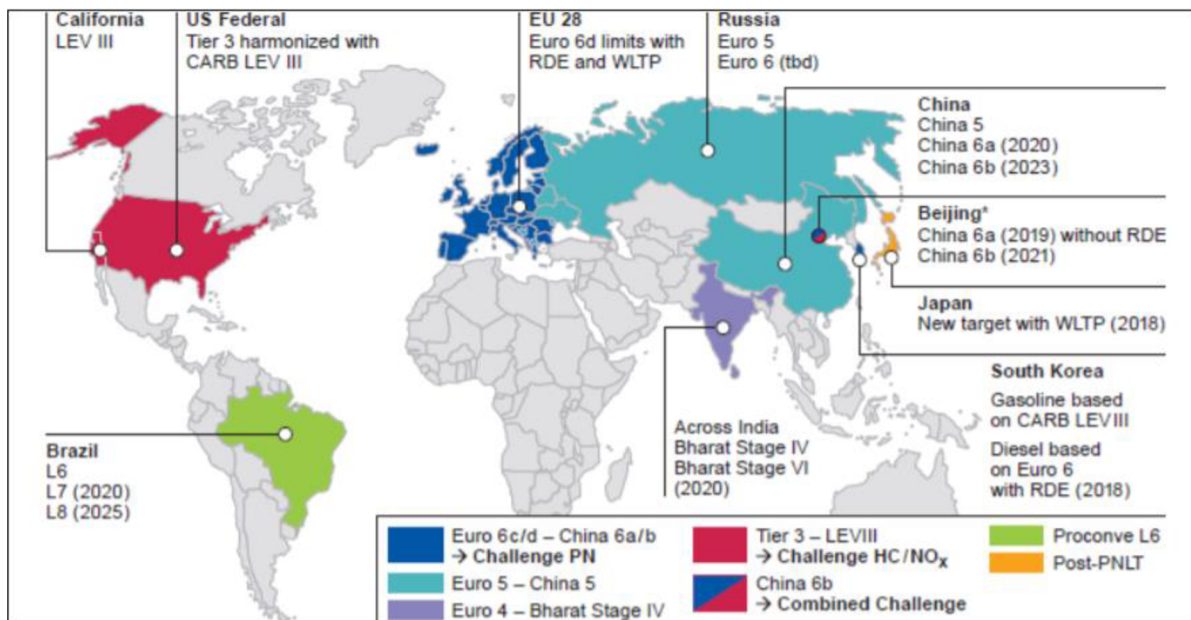 California
LEV III
US Federal
Tier 3 harmonized with
CARB LEV III
EU 28
Euro 6d limits with
RDE and WLTP
Russia
Euro 5
Euro 6 (tbd)
China
China 5
China 6a (2020)
China 6b (2023)
Beijing*
China 6a (2019) without RDE
China 6b (2021)
Japan
New target with WLTP (2018)
South Korea
Gasoline based
on CARB LEVIII
Diesel based
on Euro 6
with RDE (2018)
Across India
Bharat Stage IV
Bharat Stage VI
(2020)
Brazil
L6
L7 (2020)
L8 (2025)
Euro 6c/d – China 6a/b
→ Challenge PN
Euro 5 – China 5
Euro 4 – Bharat Stage IV
Tier 3 – LEVIII
→ Challenge HC/NOx
China 6b
→ Combined Challenge
Proconve L6
Post-PNLT